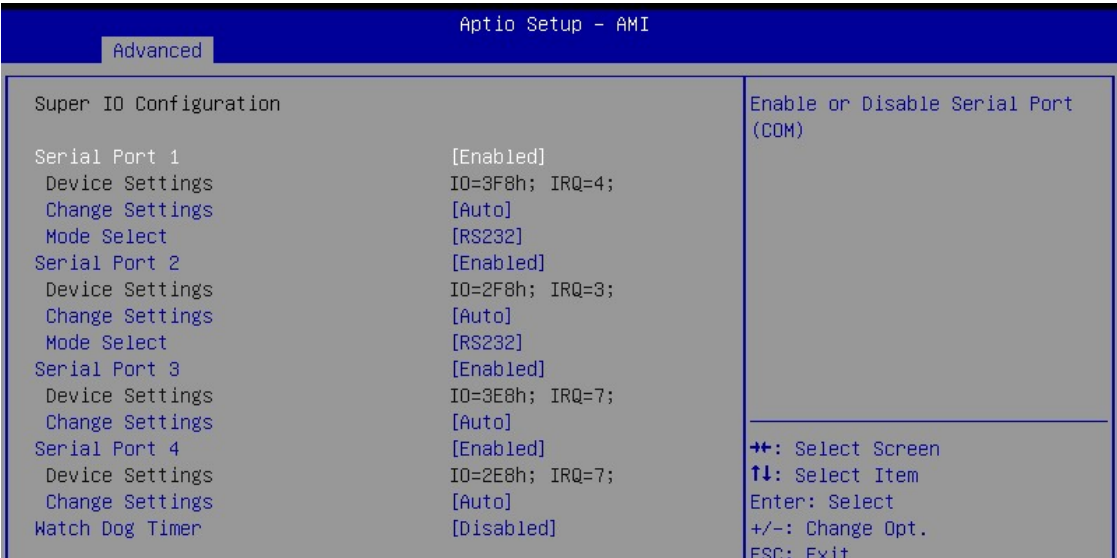 Aptio Setup – AMI
Advanced
Super IO Configuration
Serial Port 1 [Enabled]
Device Settings IO=3F8h; IRQ=4;
Change Settings [Auto]
Mode Select [RS232]
Serial Port 2 [Enabled]
Device Settings IO=2F8h; IRQ=3;
Change Settings [Auto]
Mode Select [RS232]
Serial Port 3 [Enabled]
Device Settings IO=3E8h; IRQ=7;
Change Settings [Auto]
Serial Port 4 [Enabled]
Device Settings IO=2E8h; IRQ=7;
Change Settings [Auto]
Watch Dog Timer [Disabled]
Enable or Disable Serial Port
(COM)
→←: Select Screen
↑↓: Select Item
Enter: Select
+/-: Change Opt.
ESC: Exit